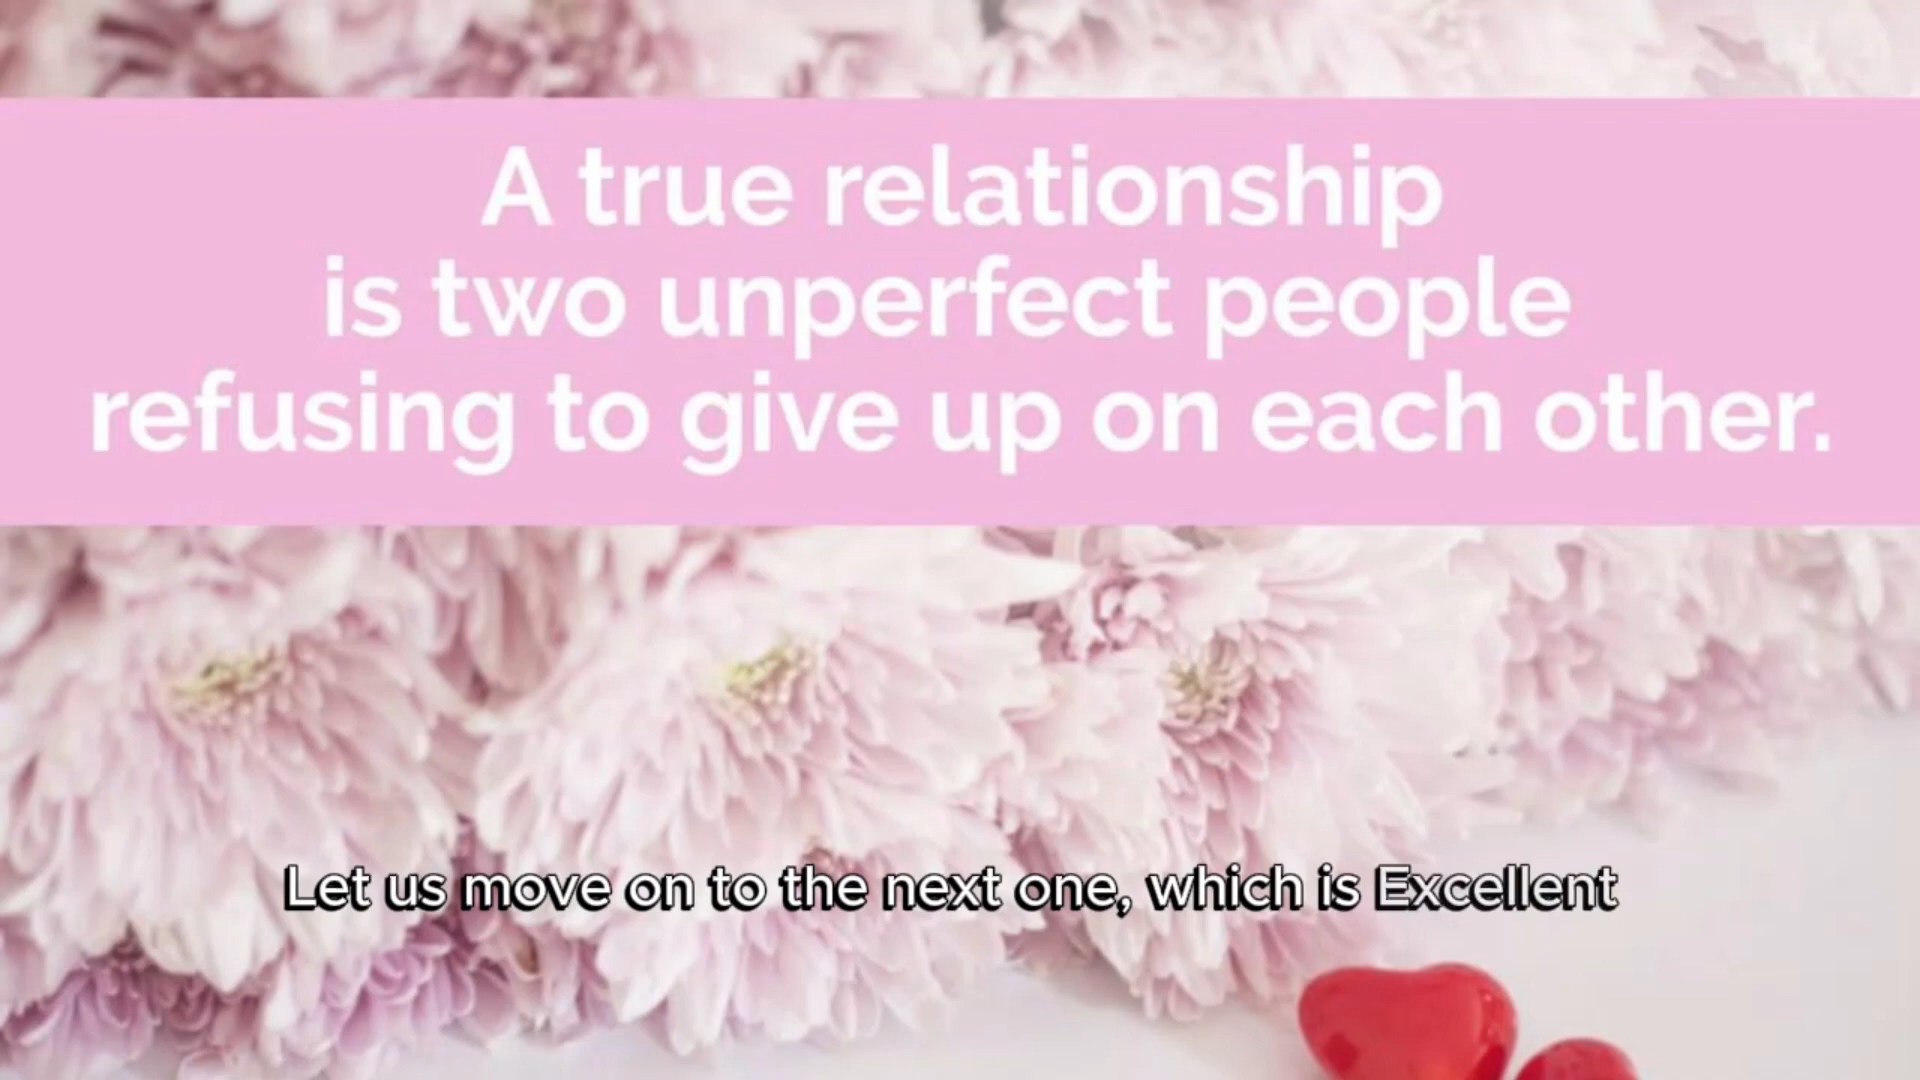 A true relationship
is two unperfect people
refusing to give up on each other.
Let us move on to the next one, which is Excellent